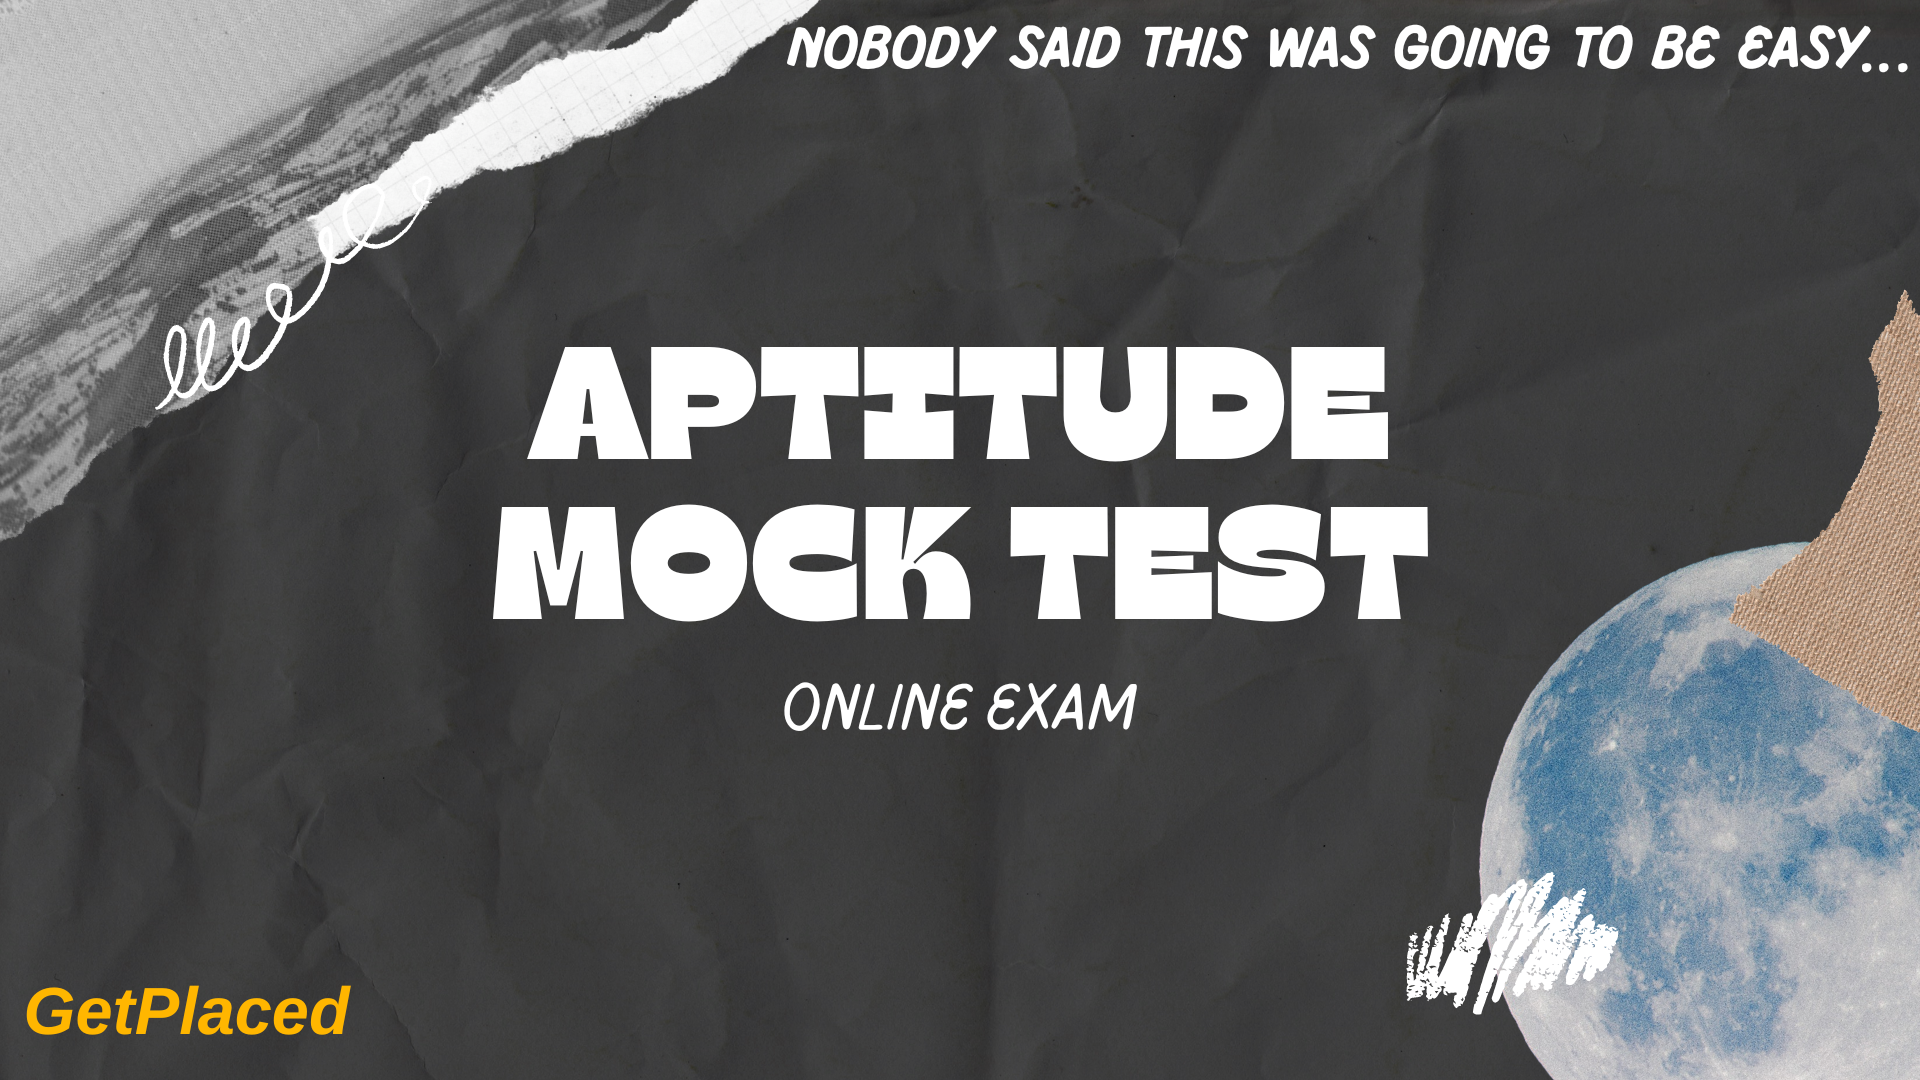 NOBODY SAID THIS WAS GOING TO BE EASY...
APTITUDE
MOCK TEST
ONLINE EXAM
GetPlaced